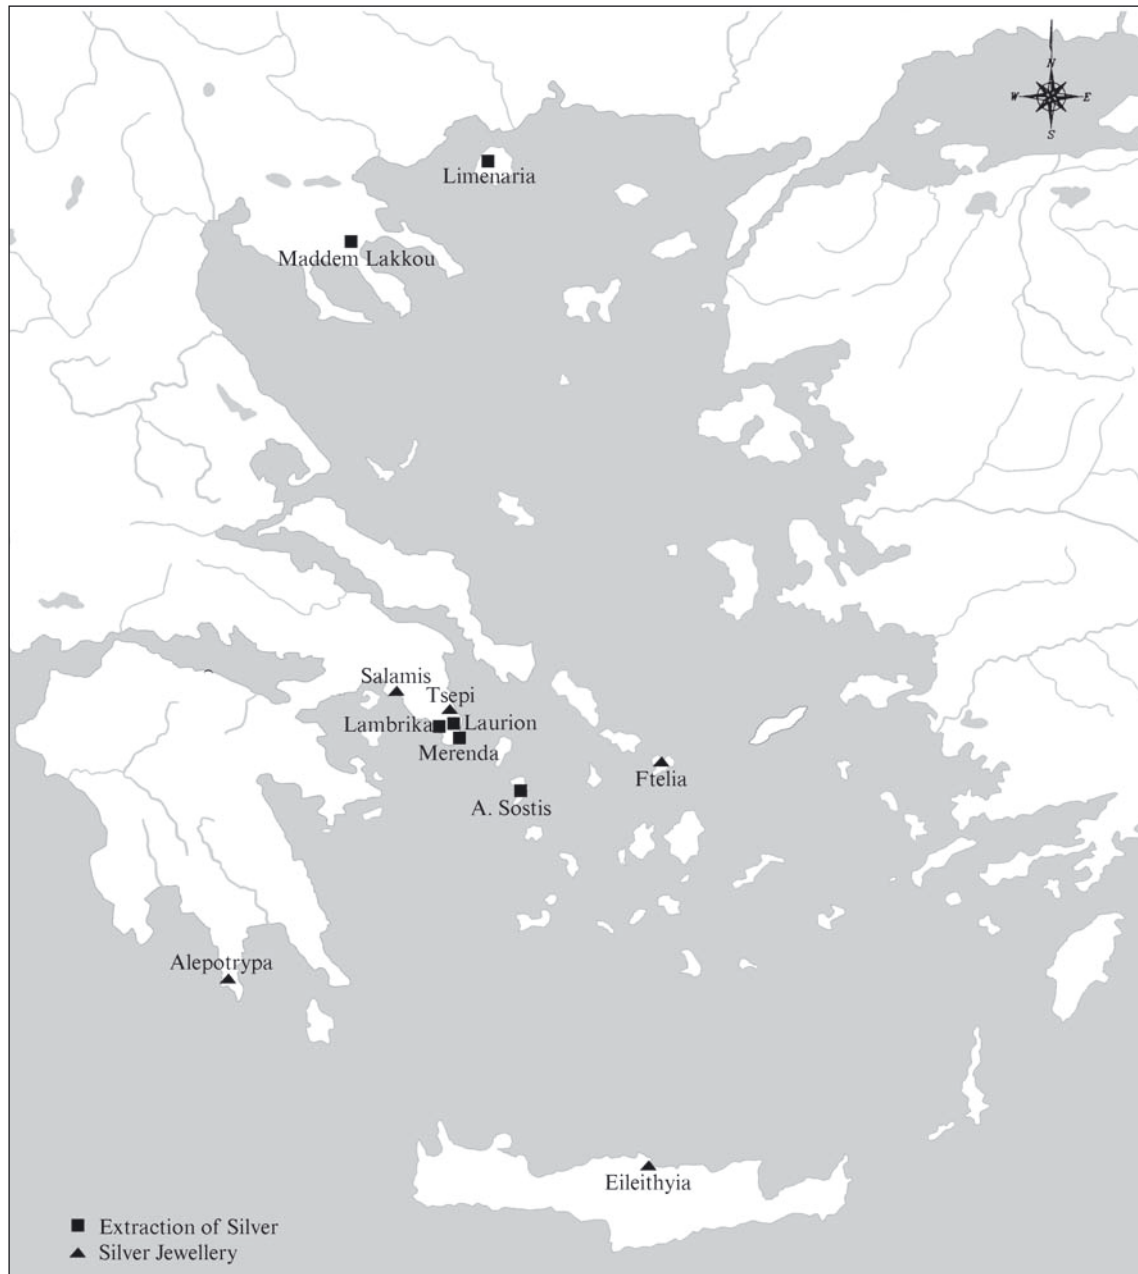 N
W E
S
Limenaria
Maddem Lakkou
Salamis
Tsepi
Lambrika
Laurion
Merenda
Ftelia
A. Sostis
Alepotrypa
Eileithyia
Extraction of Silver
Silver Jewellery